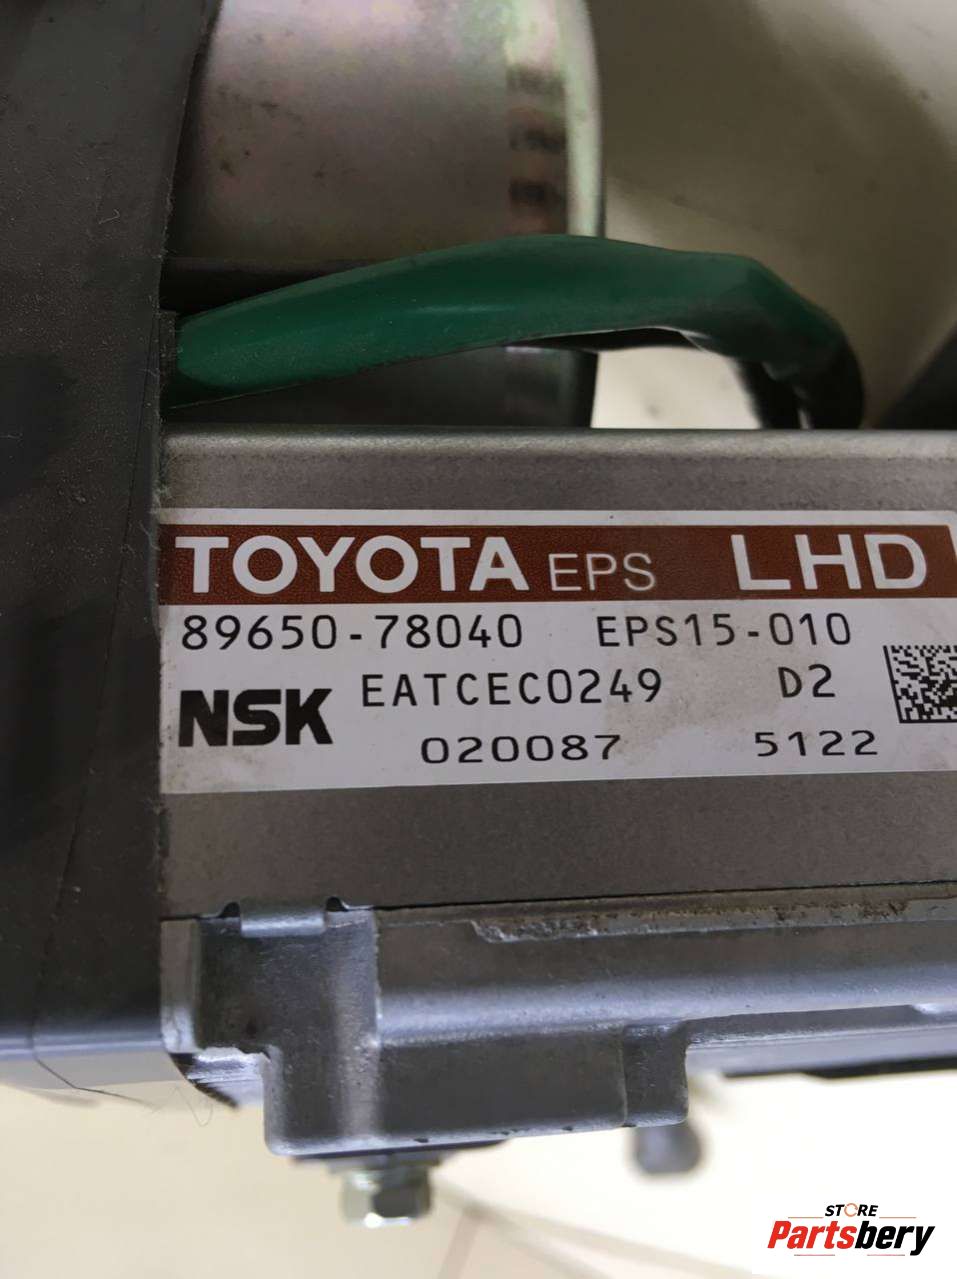 TOYOTA EPS LHD
89650-78040 EPS15-010
NSK EATCEC0249 D2
020087 5122
STORE
Partsbery